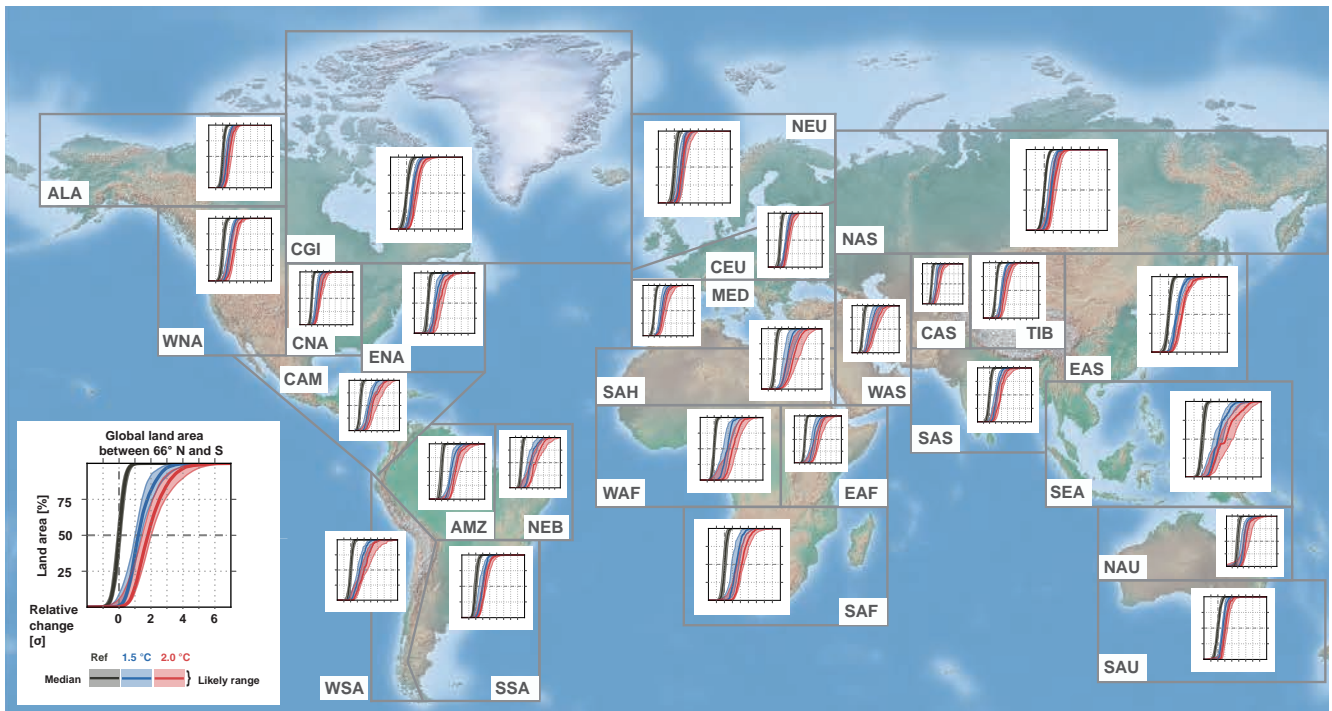 NEU
ALA
CGI
NAS
CEU
MED
WNA
CNA
ENA
CAS
TIB
CAM
SAH
WAS
EAS
SAS
WAF
EAF
SEA
AMZ
NEB
NAU
SAF
SAU
WSA
SSA
Global land area
between 66° N and S
Land area [%]
75
50
25
0
2
4
6
Relative
change
[σ]
Ref
1.5 °C
2.0 °C
Median
} Likely range